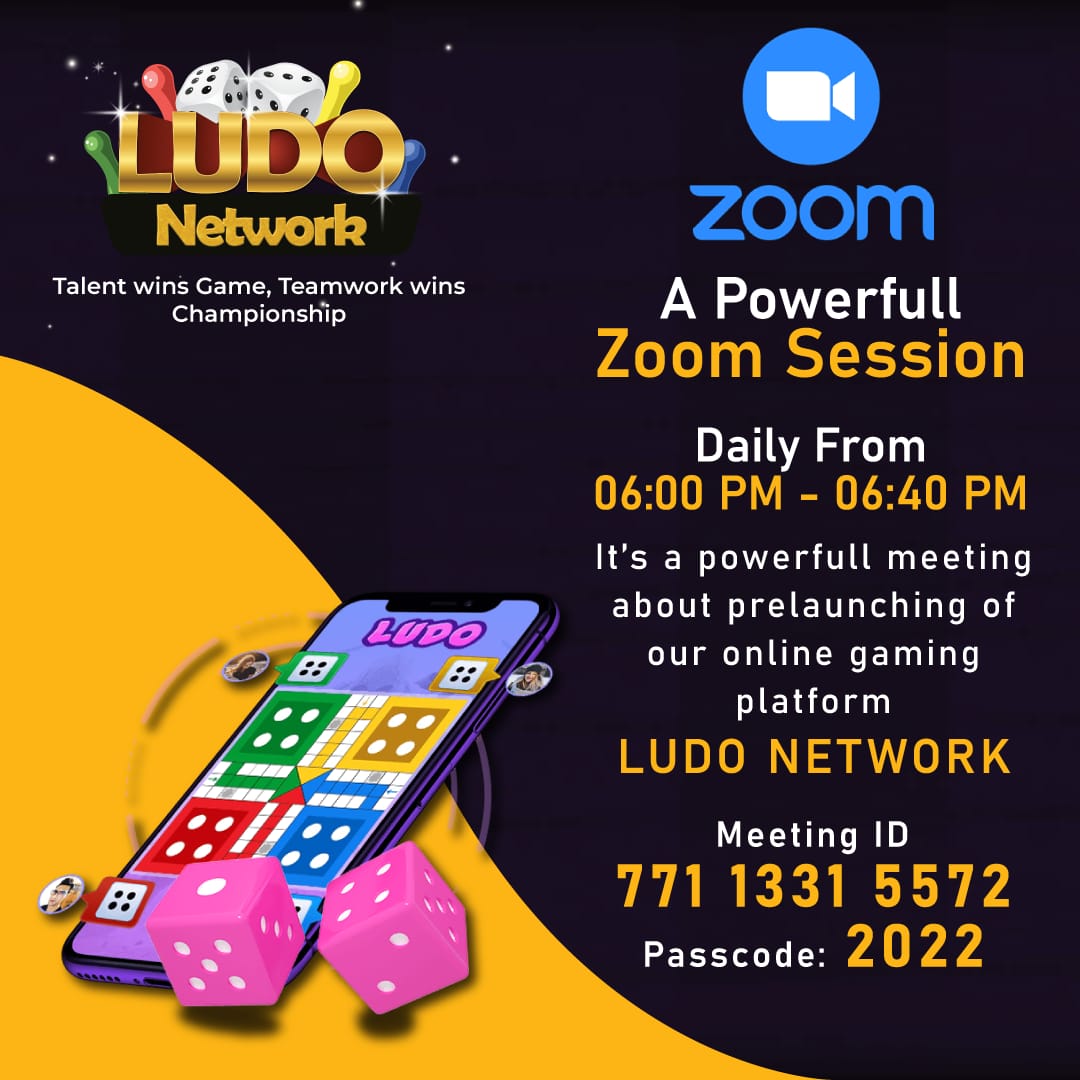 LUDO
Network
Talent wins Game, Teamwork wins
Championship
zoom
A Powerfull
Zoom Session
Daily From
06:00 PM - 06:40 PM
It's a powerfull meeting
about prelaunching of
our online gaming
platform
LUDO NETWORK
Meeting ID
771 1331 5572
Passcode: 2022
LUDO